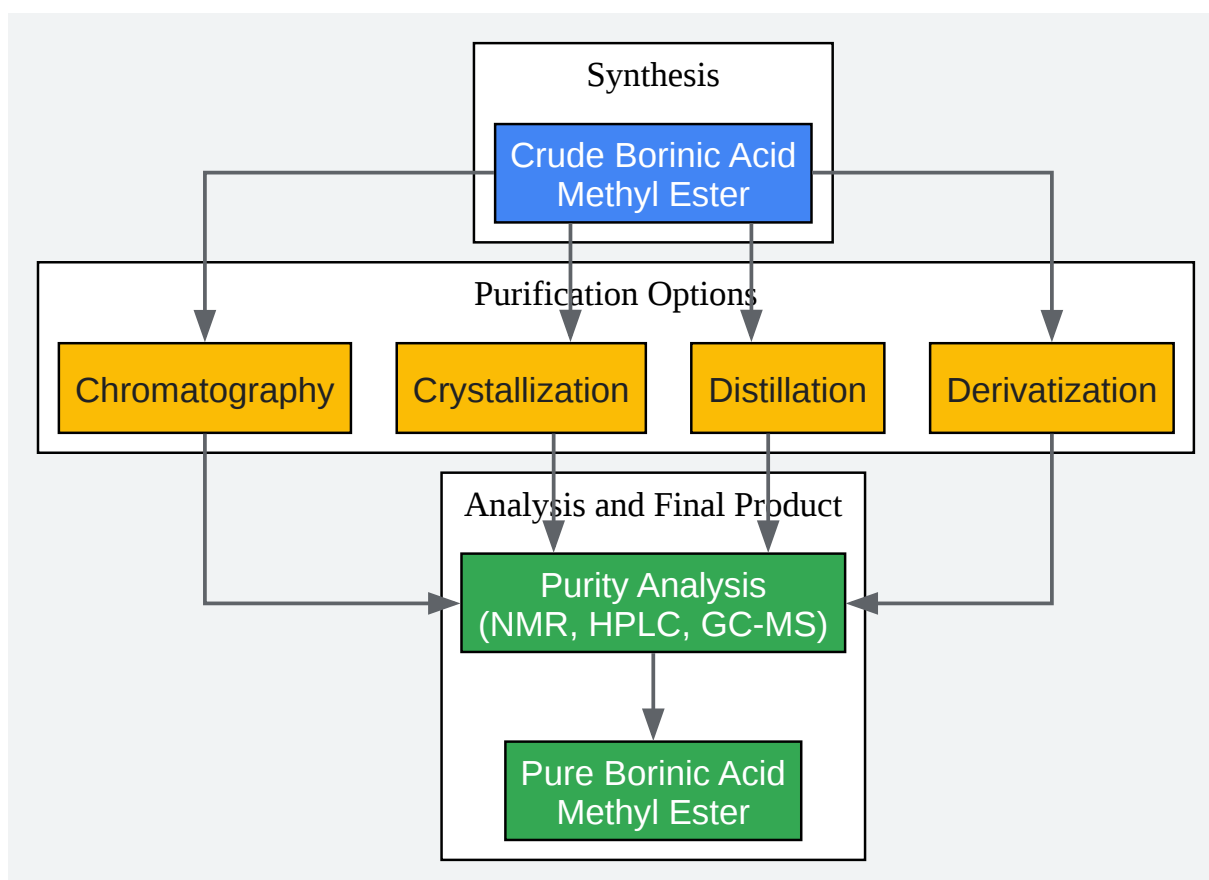 Synthesis
Crude Borinic Acid
Methyl Ester
Purification Options
Chromatography
Crystallization
Distillation
Derivatization
Analysis and Final Product
Purity Analysis
(NMR, HPLC, GC-MS)
Pure Borinic Acid
Methyl Ester